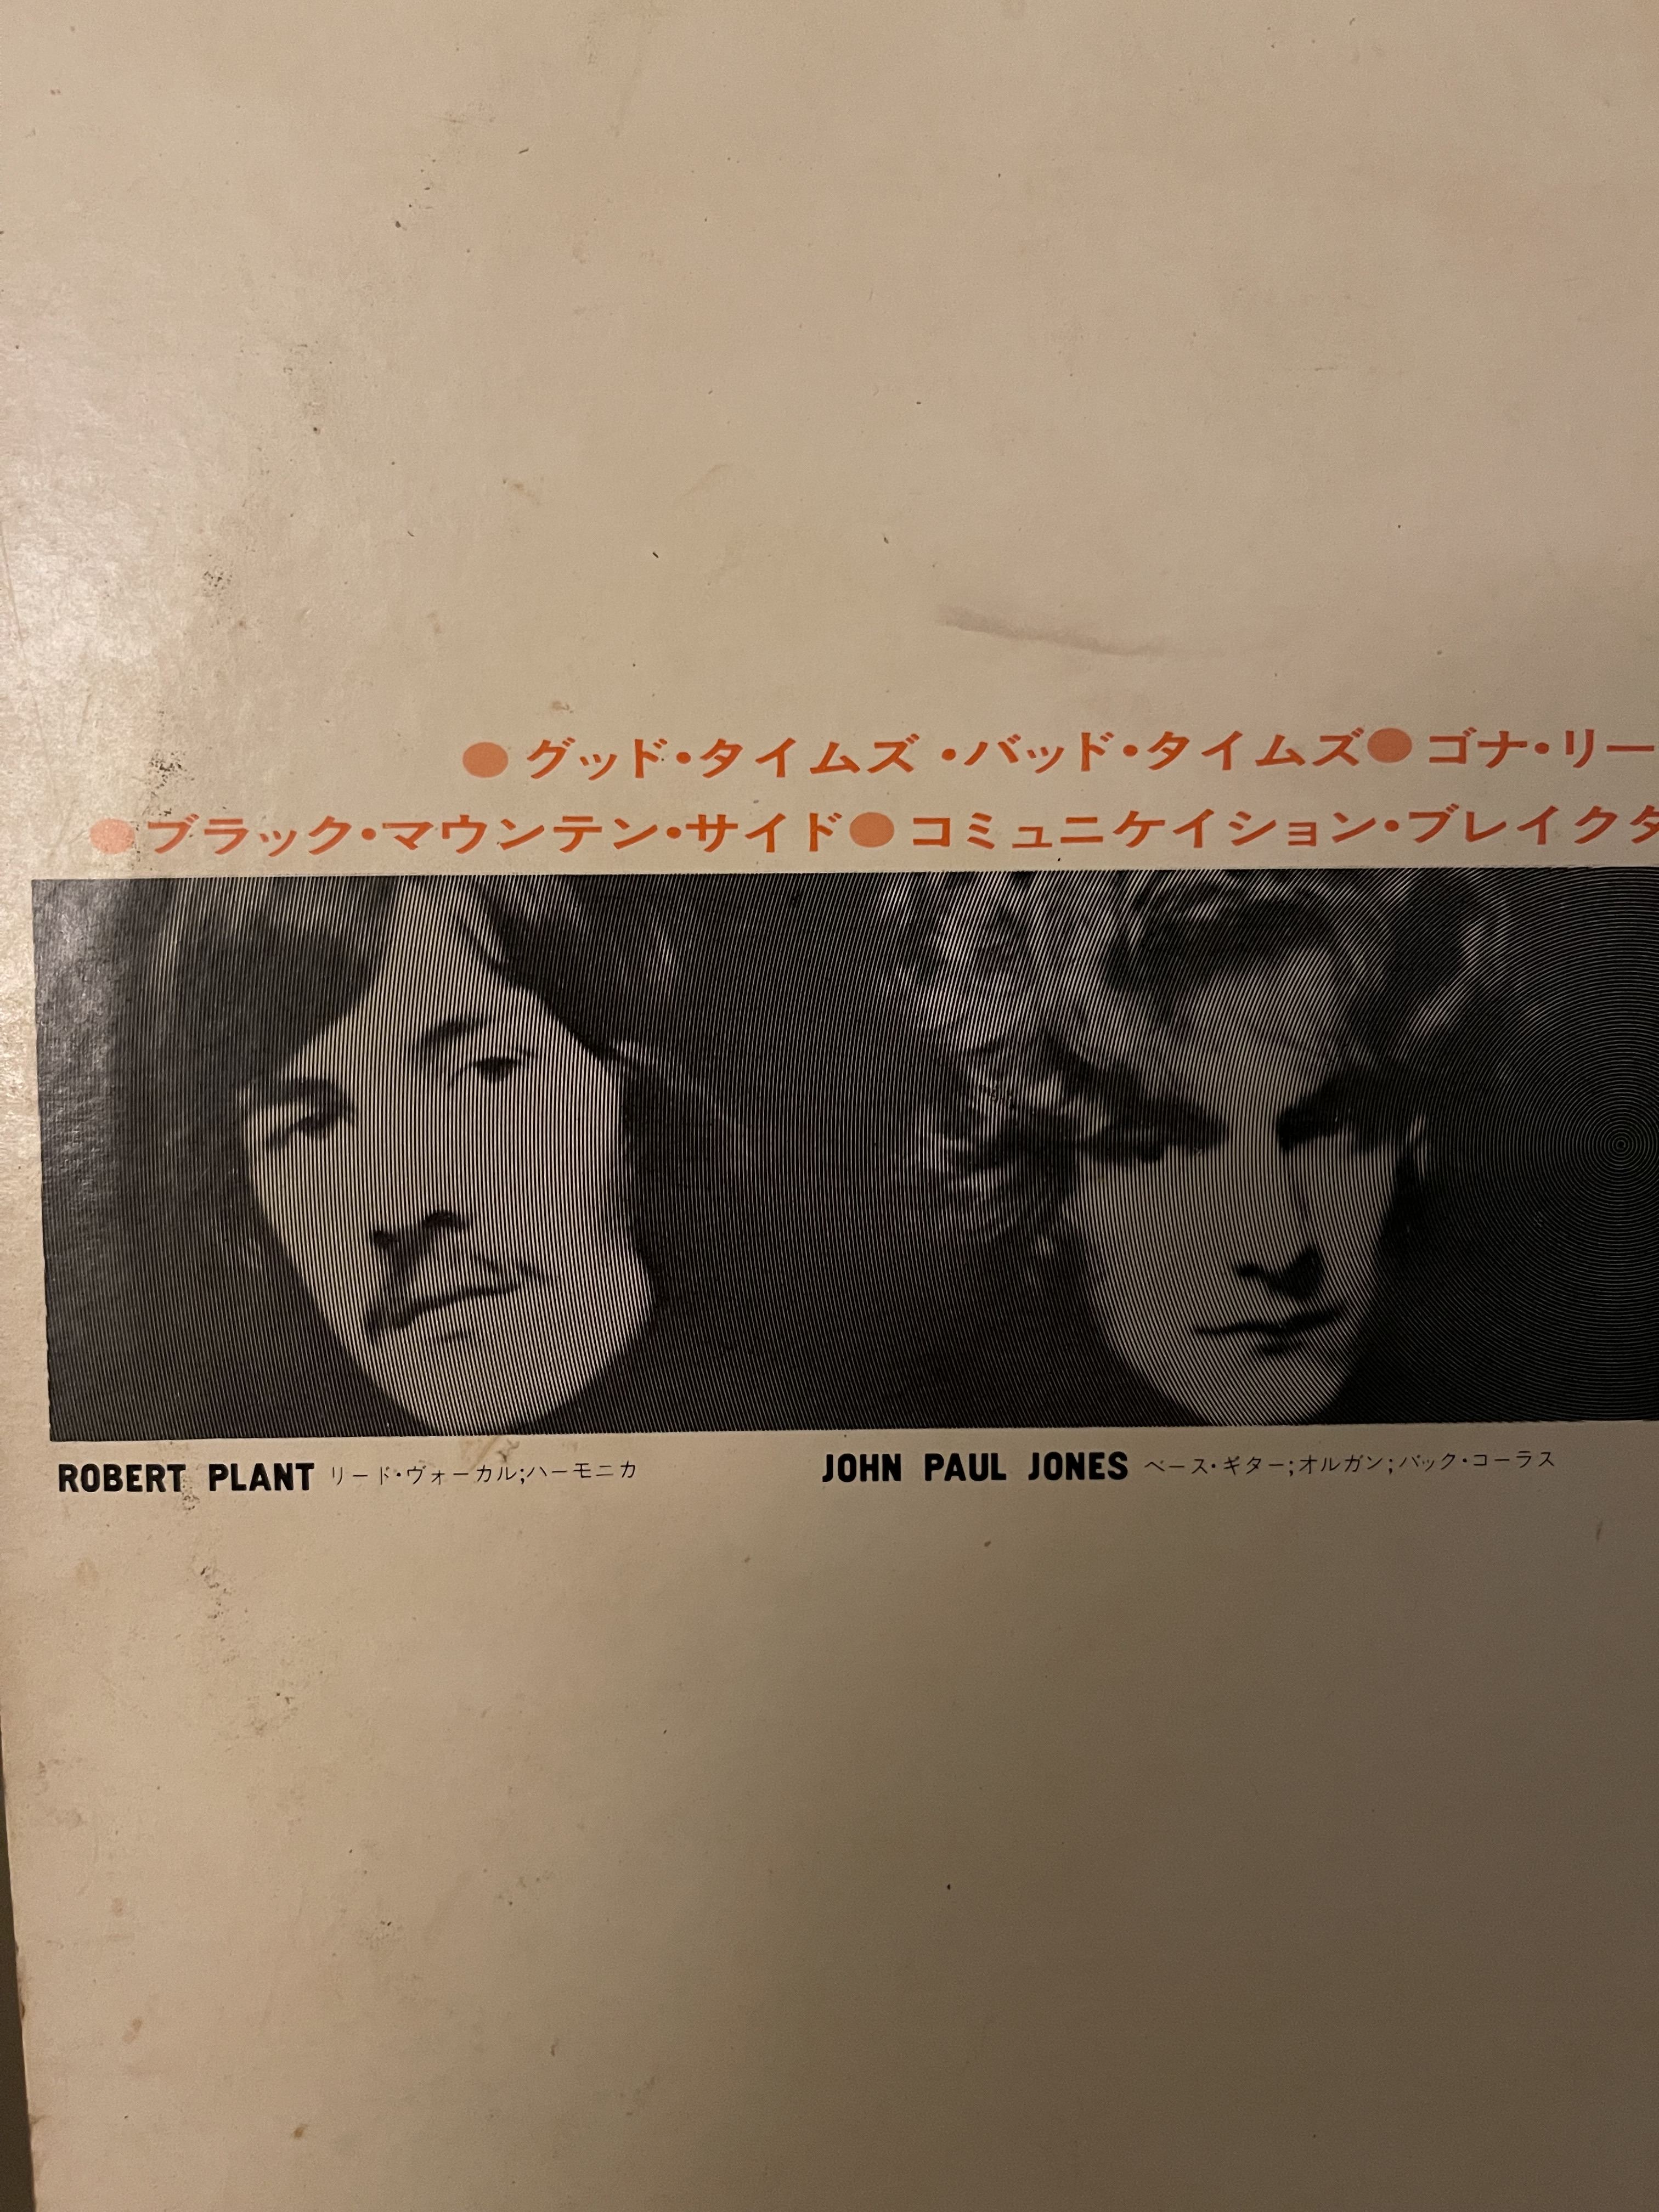 ●グッド・タイムズ・バッド・タイムズ●ゴナ・リー
●ブラック・マウンテン・サイド●コミュニケイション・ブレイクタ
ROBERT PLANT リード・ヴォーカル;ハーモニカ
JOHN PAUL JONES ベース・ギター;オルガン;バック・コーラス